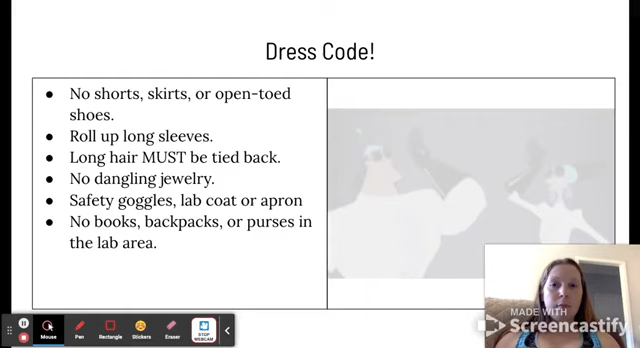 Dress Code!
● No shorts, skirts, or open-toed
shoes.
● Roll up long sleeves.
● Long hair MUST be tied back.
● No dangling jewelry.
● Safety goggles, lab coat or apron
● No books, backpacks, or purses in
the lab area.
MADE WITH
Screencastify
Mouse
Pen
Rectangle
Stickers
Eraser
STOP
WEBCAM